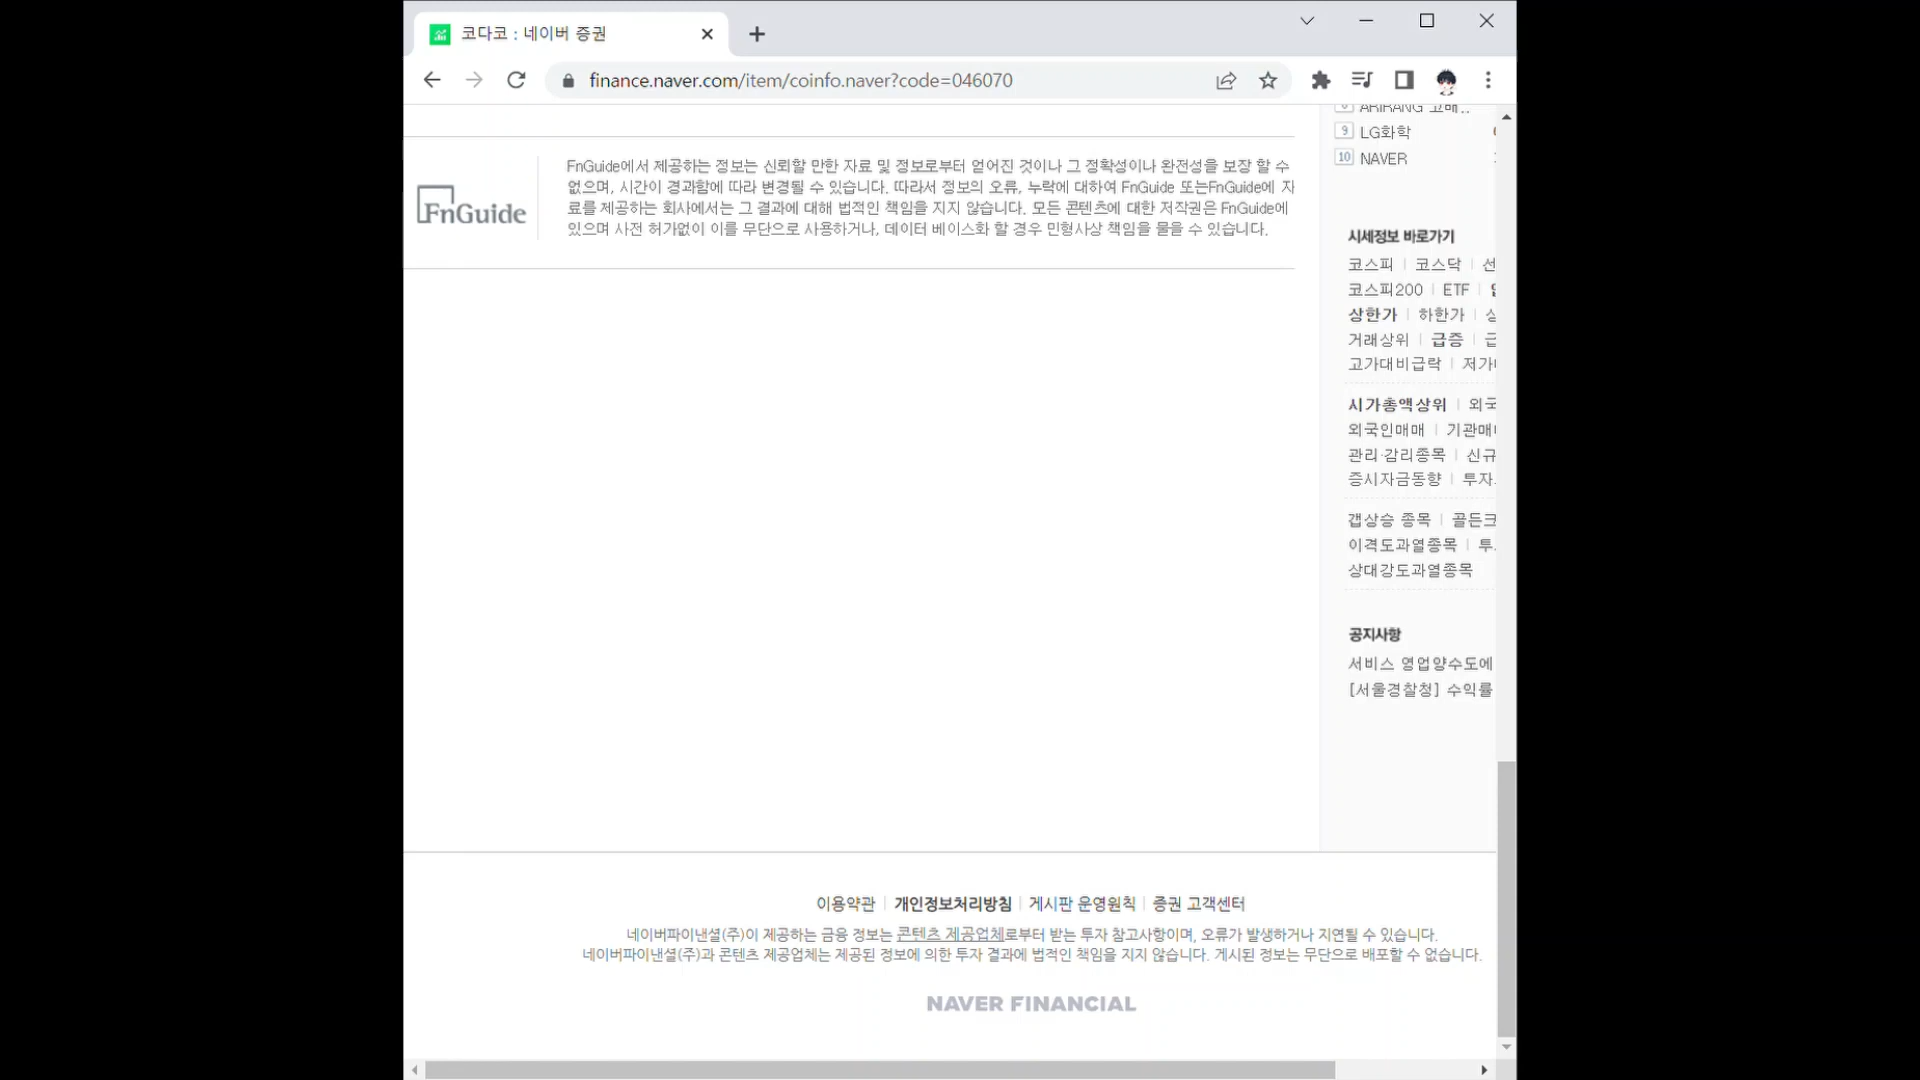 코다코 : 네이버 증권
finance.naver.com/item/coinfo.naver?code=046070
ARIRANG 고배..
9 LG화학
10 NAVER
FnGuide
FnGuide에서 제공하는 정보는 신뢰할 만한 자료 및 정보로부터 얻어진 것이나 그 정확성이나 완전성을 보장 할 수
없으며, 시간이 경과함에 따라 변경될 수 있습니다. 따라서 정보의 오류, 누락에 대하여 FnGuide 또는FnGuide에 자
료를 제공하는 회사에서는 그 결과에 대해 법적인 책임을 지지 않습니다. 모든 콘텐츠에 대한 저작권은 FnGuide에
있으며 사전 허가없이 이를 무단으로 사용하거나, 데이터 베이스화 할 경우 민형사상 책임을 물을 수 있습니다.
시세정보 바로가기
코스피 | 코스닥 | 선
코스피200 | ETF |
상한가 | 하한가 |
거래상위 | 급증 |
고가대비급락 | 저가
시가총액상위 | 외국
외국인매매 | 기관매
관리·감리종목 | 신규
증시자금동향 | 투자
갭상승 종목 | 골든크
이격도과열종목 | 투
상대강도과열종목
공지사항
서비스 영업양수도에
[서울경찰청] 수익률
이용약관 | 개인정보처리방침 | 게시판 운영원칙 | 증권 고객센터
네이버파이낸셜(주)이 제공하는 금융 정보는 콘텐츠 제공업체로부터 받는 투자 참고사항이며, 오류가 발생하거나 지연될 수 있습니다.
네이버파이낸셜(주)과 콘텐츠 제공업체는 제공된 정보에 의한 투자 결과에 법적인 책임을 지지 않습니다. 게시된 정보는 무단으로 배포할 수 없습니다.
NAVER FINANCIAL